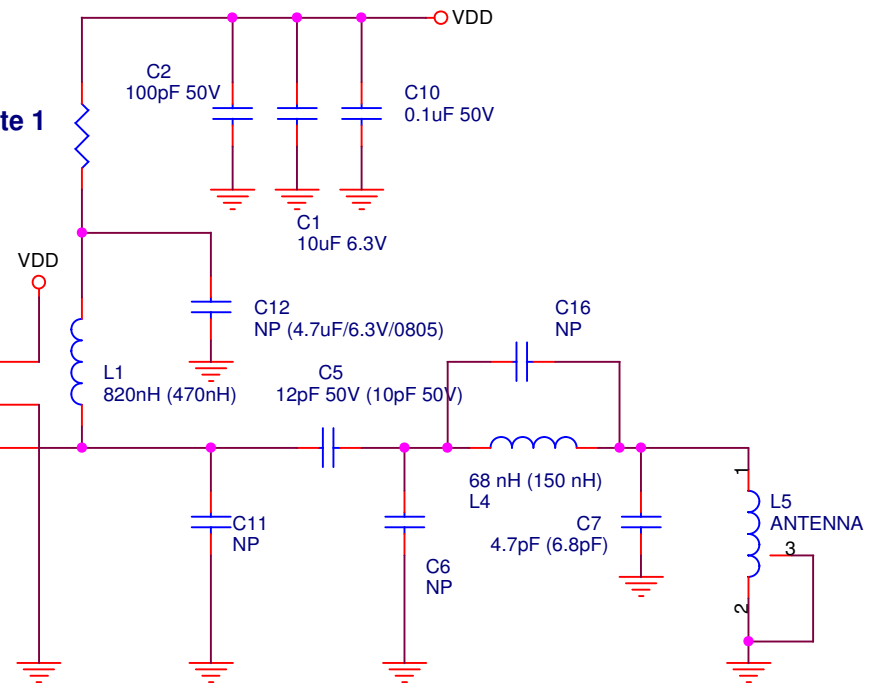 VDD
C2
100pF 50V
C10
0.1uF 50V
te 1
C1
10uF 6.3V
VDD
C12
NP (4.7uF/6.3V/0805)
C16
NP
L1
820nH (470nH)
C5
12pF 50V (10pF 50V)
68 nH (150 nH)
L4
1
L5
ANTENNA
C11
NP
C7
4.7pF (6.8pF)
3
C6
NP
2